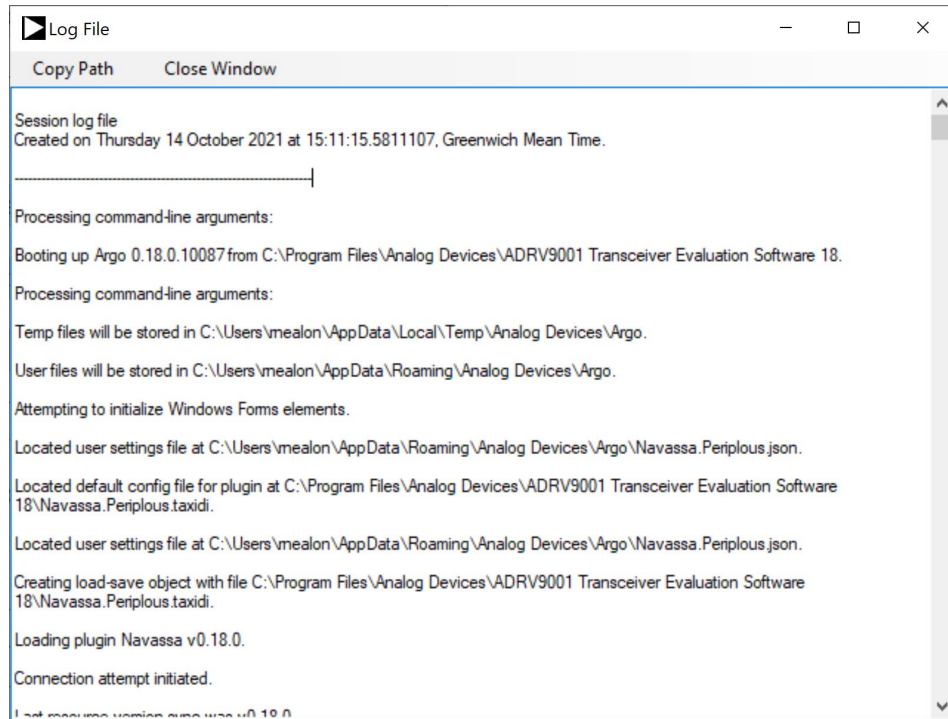 Log File
Copy Path Close Window
Session log file
Created on Thursday 14 October 2021 at 15:11:15.5811107, Greenwich Mean Time.
----------------------------------------------------------------------
Processing command-line arguments:
Booting up Argo 0.18.0.10087 from C:\Program Files\Analog Devices\ADRV9001 Transceiver Evaluation Software 18.
Processing command-line arguments:
Temp files will be stored in C:\Users\mealon\AppData\Local\Temp\Analog Devices\Argo.
User files will be stored in C:\Users\mealon\AppData\Roaming\Analog Devices\Argo.
Attempting to initialize Windows Forms elements.
Located user settings file at C:\Users\mealon\AppData\Roaming\Analog Devices\Argo\Navassa.Periplous.json.
Located default config file for plugin at C:\Program Files\Analog Devices\ADRV9001 Transceiver Evaluation Software
18\Navassa.Periplous.taxidi.
Located user settings file at C:\Users\mealon\AppData\Roaming\Analog Devices\Argo\Navassa.Periplous.json.
Creating load-save object with file C:\Program Files\Analog Devices\ADRV9001 Transceiver Evaluation Software
18\Navassa.Periplous.taxidi.
Loading plugin Navassa v0.18.0.
Connection attempt initiated.
Last resource version sync was v0.18.0